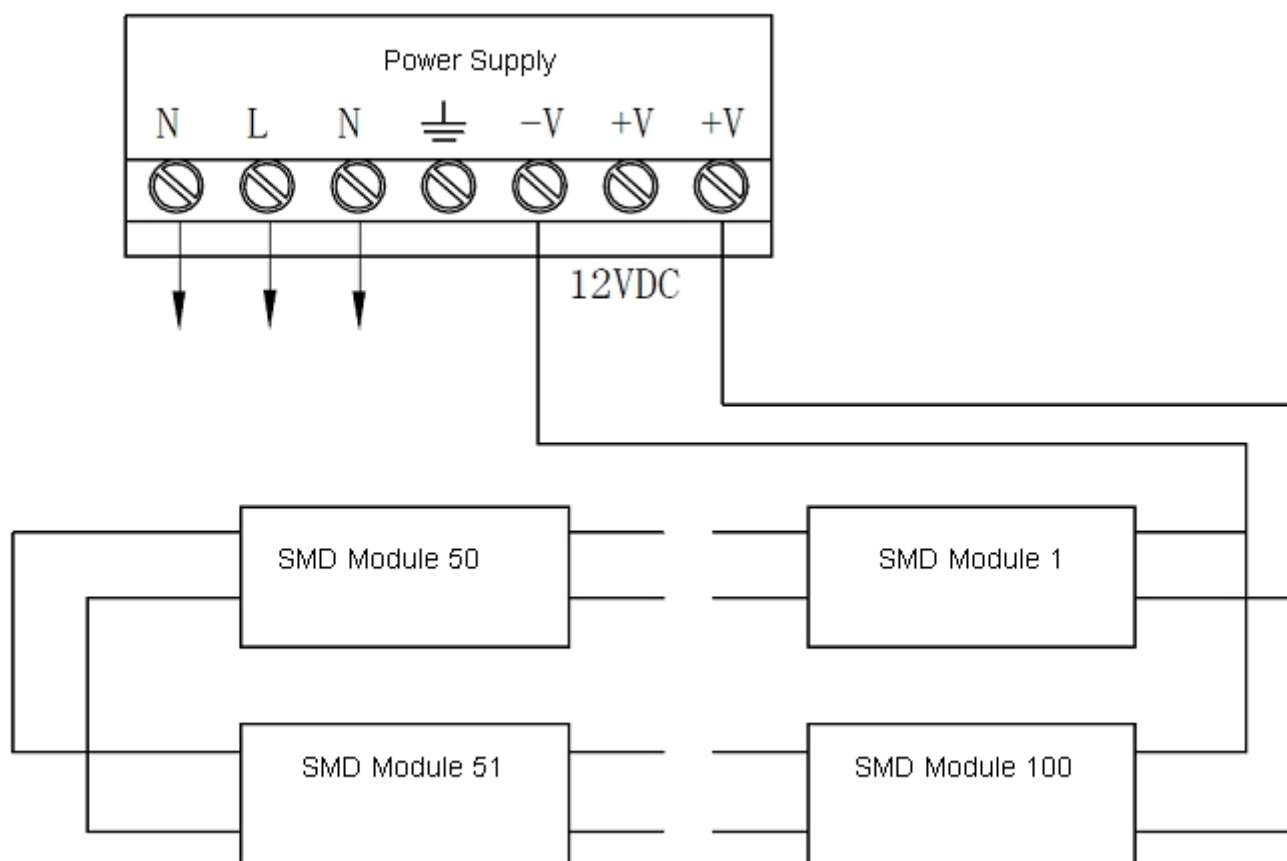 Power Supply
N L N -V +V +V
12VDC
SMD Module 50
SMD Module 1
SMD Module 51
SMD Module 100